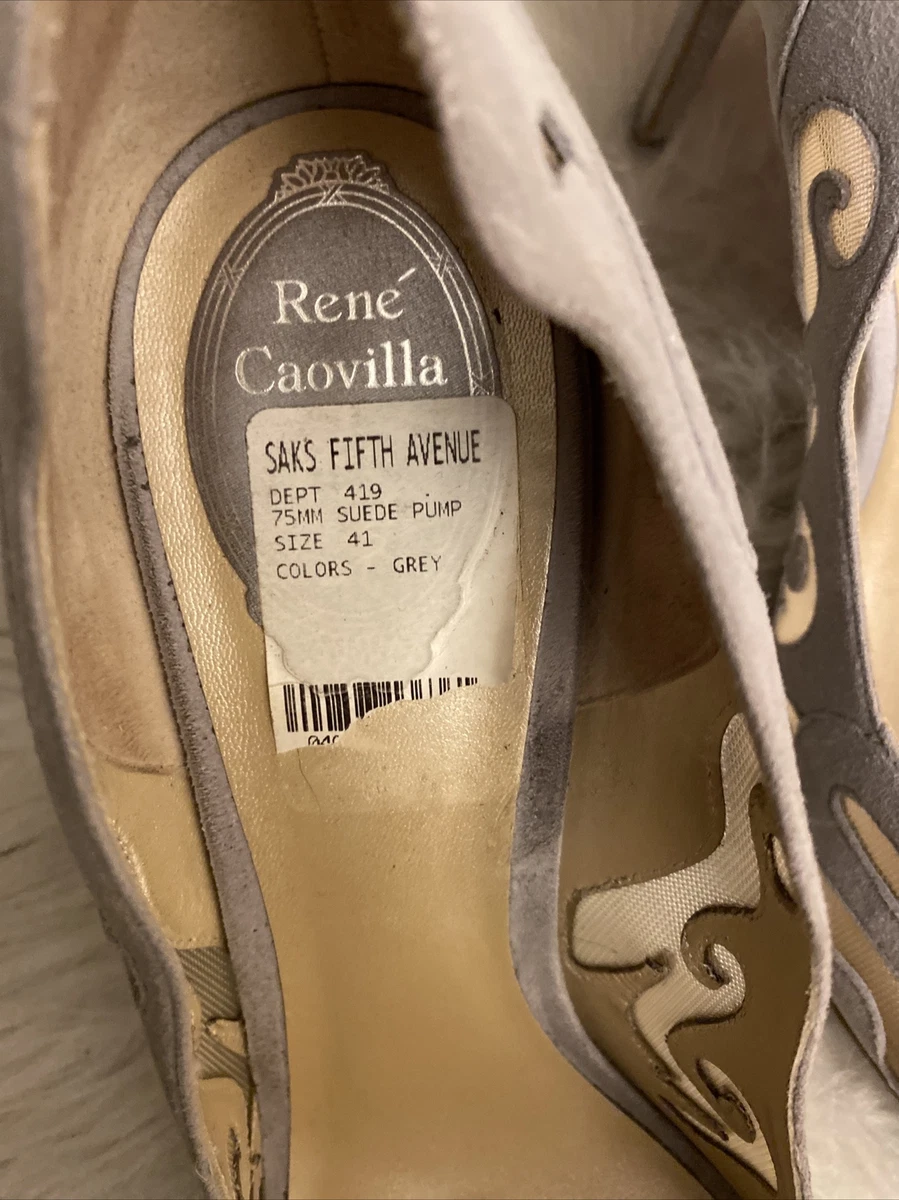 René
Caovilla
SAKS FIFTH AVENUE
DEPT 419
75MM SUEDE PUMP
SIZE 41
COLORS - GREY